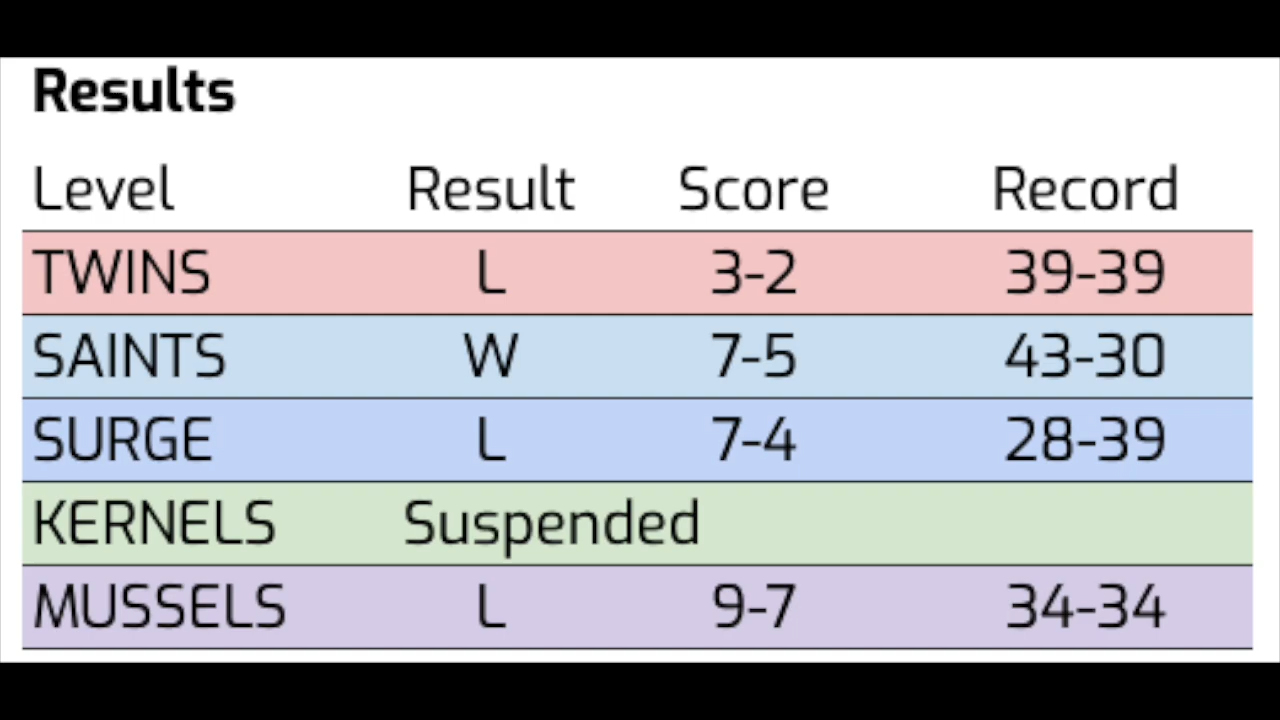 Results
Level Result Score Record
TWINS L 3-2 39-39
SAINTS W 7-5 43-30
SURGE L 7-4 28-39
KERNELS Suspended
MUSSELS L 9-7 34-34